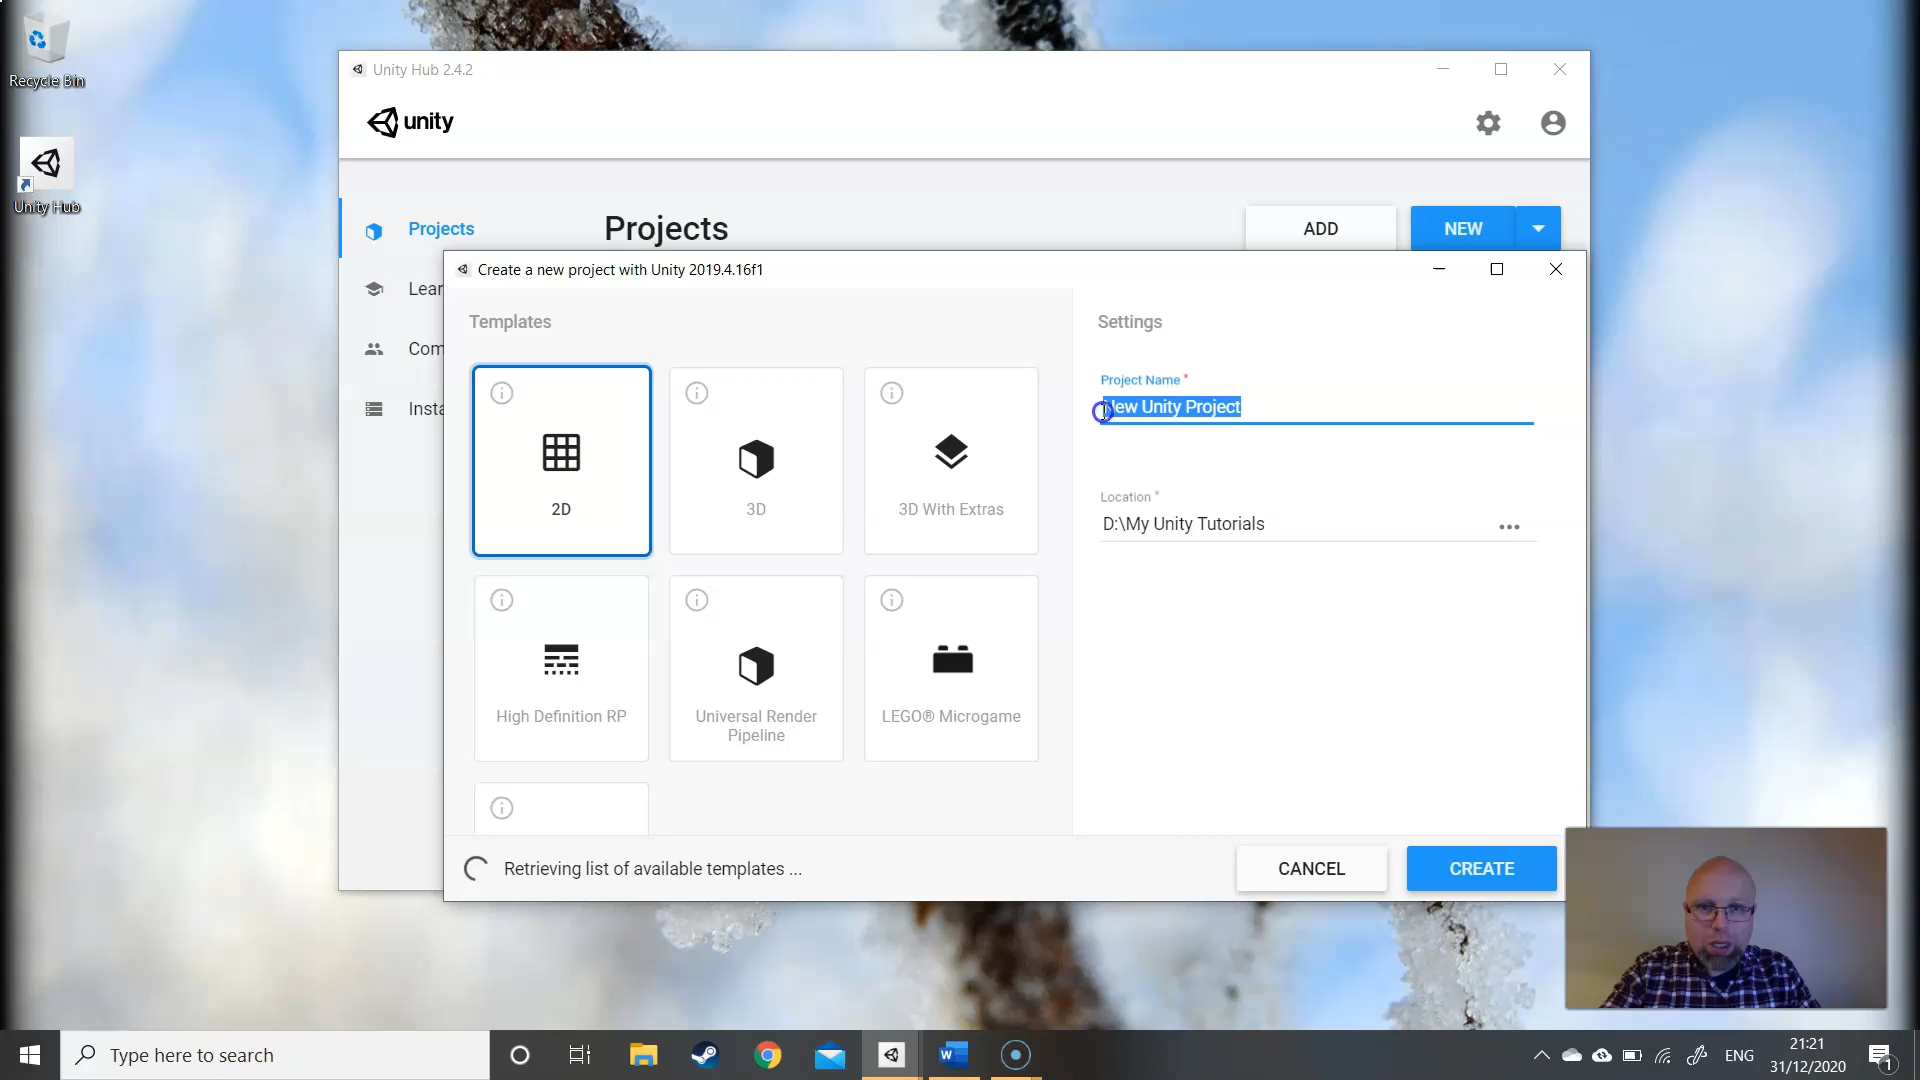 Recycle Bin
Unity Hub
Unity Hub 2.4.2
unity
Projects
Lear
Com
Insta
Projects
ADD
NEW
Create a new project with Unity 2019.4.16f1
Templates
2D
3D
3D With Extras
High Definition RP
Universal Render
Pipeline
LEGO® Microgame
Settings
Project Name *
New Unity Project
Location *
D:\My Unity Tutorials
Retrieving list of available templates ...
CANCEL
CREATE
Type here to search
ENG
21:21
31/12/2020
1